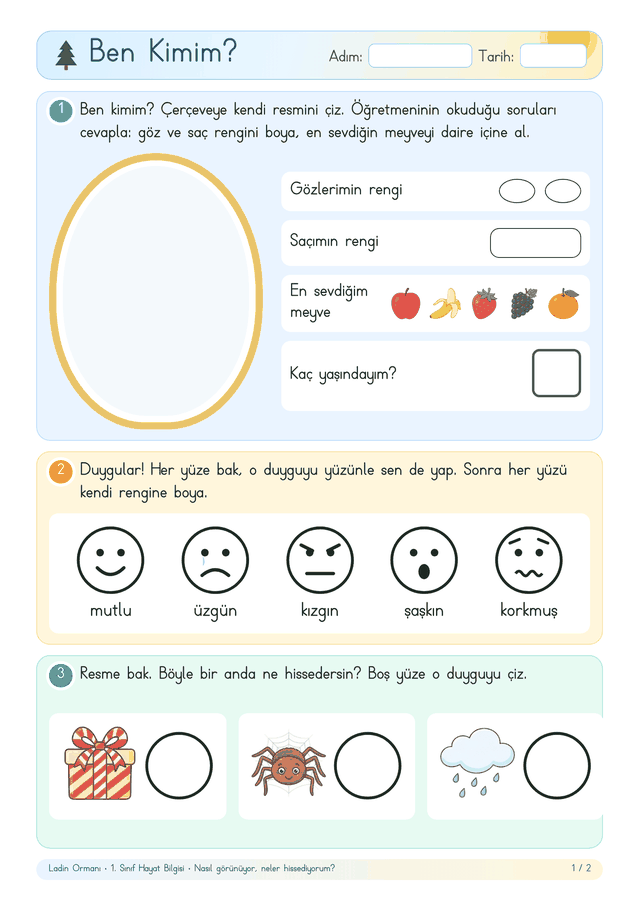 Ben Kimim?
Adım:
Tarih:
1
Ben kimim? Çerçeveye kendi resmini çiz. Öğretmeninin okuduğu soruları
cevapla: göz ve saç rengini boya, en sevdiğin meyveyi daire içine al.
Gözlerimin rengi
Saçımın rengi
En sevdiğim
meyve
Kaç yaşındayım?
2
Duygular! Her yüze bak, o duyguyu yüzünle sen de yap. Sonra her yüzü
kendi rengine boya.
mutlu
üzgün
kızgın
şaşkın
korkmuş
3
Resme bak. Böyle bir anda ne hissedersin? Boş yüze o duyguyu çiz.
Ladin Ormanı • 1. Sınıf Hayat Bilgisi • Nasıl görünüyor, neler hissediyorum?
1 / 2